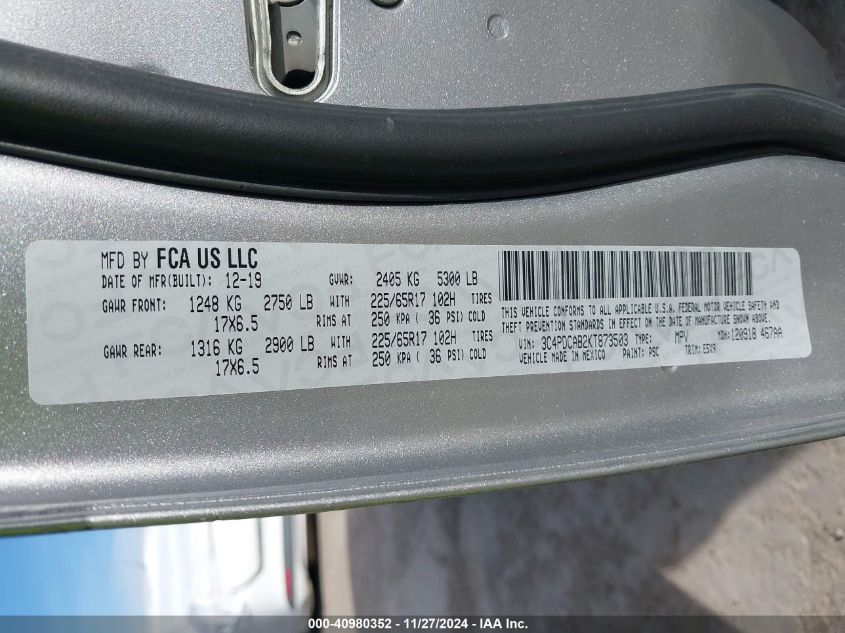 MFD BY FCA US LLC
DATE OF MFR(BUILT): 12-19 GVWR: 2405 KG 5300 LB
GAWR FRONT: 1248 KG 2750 LB WITH 225/65R17 102H TIRES
17X6.5 RIMS AT 250 KPA ( 36 PSI) COLD
GAWR REAR: 1316 KG 2900 LB WITH 225/65R17 102H TIRES
17X6.5 RIMS AT 250 KPA ( 36 PSI) COLD
THIS VEHICLE CONFORMS TO ALL APPLICABLE U.S.A. FEDERAL MOTOR VEHICLE SAFETY AND
THEFT PREVENTION STANDARDS IN EFFECT ON THE DATE OF MANUFACTURE SHOWN ABOVE.
VIN: 3C4PDCAB2KT873503 TYPE: MPV MDH: 120918 467AA
VEHICLE MADE IN MEXICO PAINT: PSC TRIM: E5X9
000-40980352 - 11/27/2024 - IAA Inc.